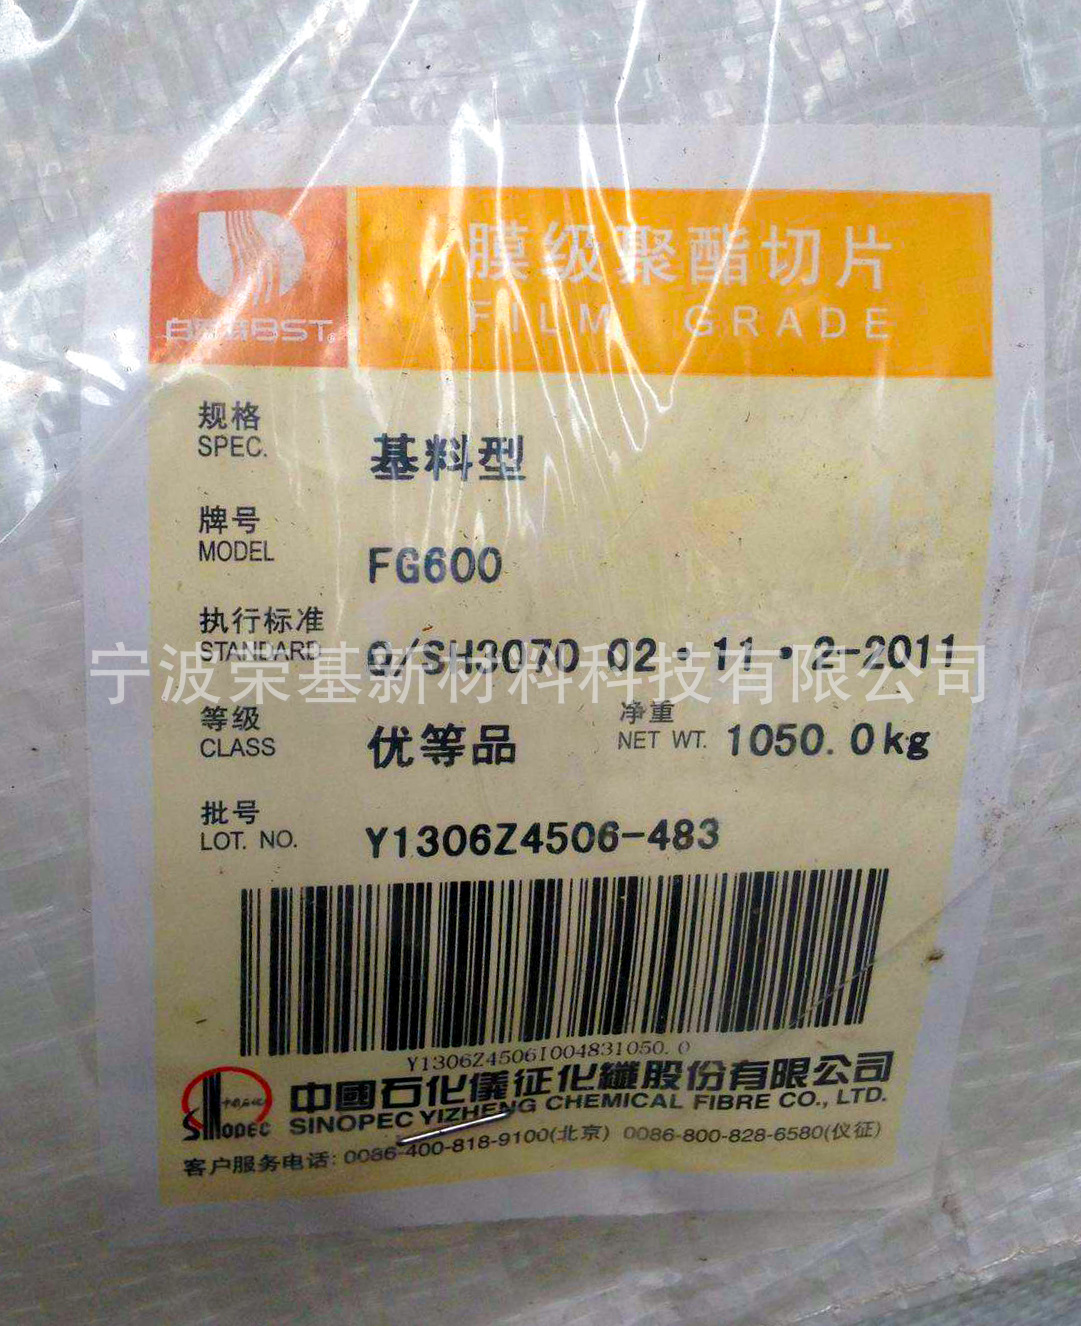 膜级聚酯切片
FILM GRADE
BST
规格
SPEC.
基料型
牌号
MODEL
FG600
执行标准
STANDARD
Q/SH3070 02·11·2-2011
宁波荣基新材料科技有限公司
等级
CLASS
优等品
净重
NET WT.
1050.0kg
批号
LOT. NO.
Y1306Z4506-483
Y1306Z4506I004831050.0
中國石化儀征化纖股份有限公司
SINOPEC YIZHENG CHEMICAL FIBRE CO., LTD.
SINOPEC
客户服务电话: 0086-400-818-9100(北京) 0086-800-828-6580(仪征)